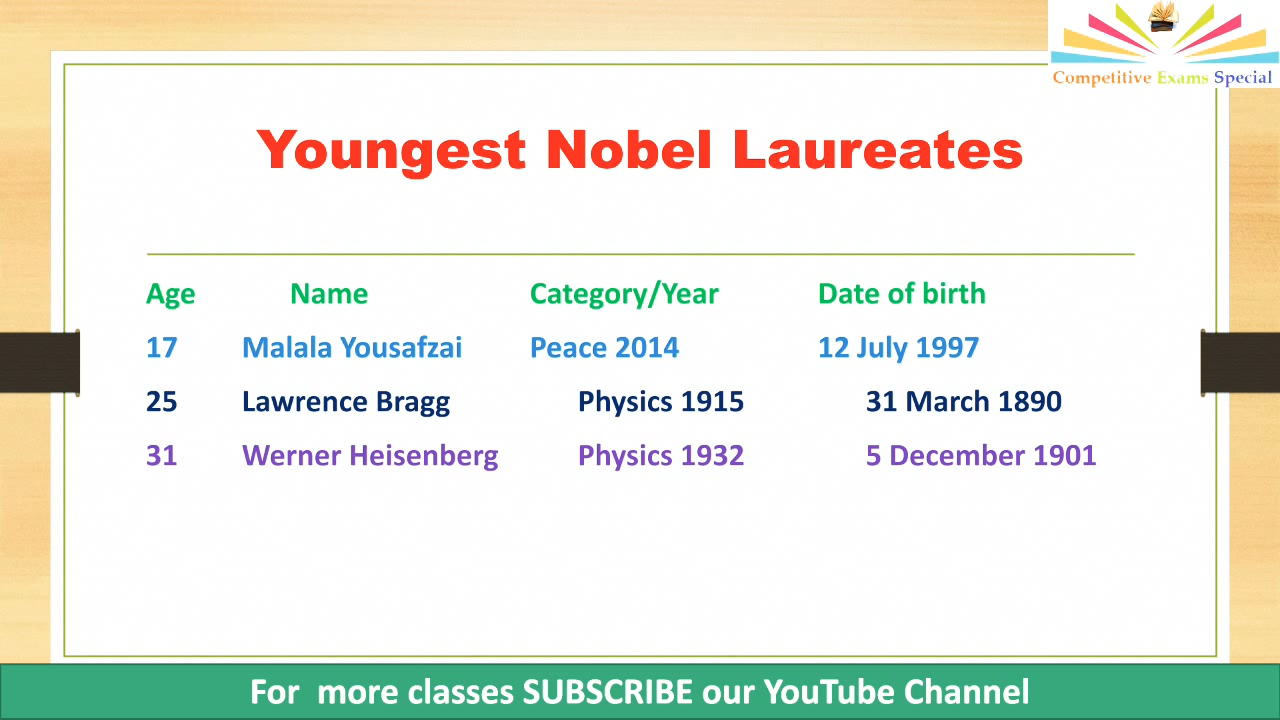 Competitive Exams Special
Youngest Nobel Laureates
Age Name Category/Year Date of birth
17 Malala Yousafzai Peace 2014 12 July 1997
25 Lawrence Bragg Physics 1915 31 March 1890
31 Werner Heisenberg Physics 1932 5 December 1901
For more classes SUBSCRIBE our YouTube Channel